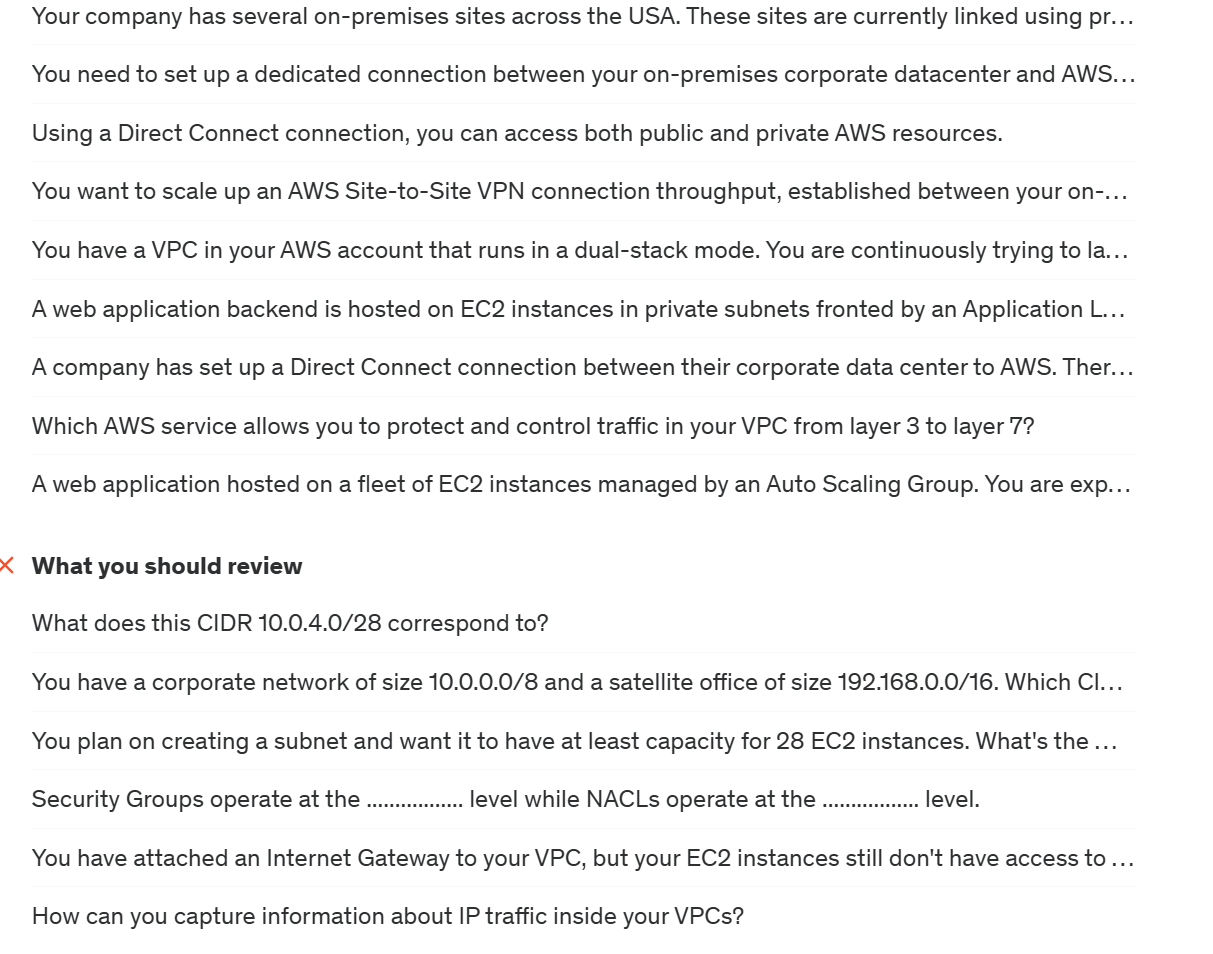 Your company has several on-premises sites across the USA. These sites are currently linked using pr...
You need to set up a dedicated connection between your on-premises corporate datacenter and AWS...
Using a Direct Connect connection, you can access both public and private AWS resources.
You want to scale up an AWS Site-to-Site VPN connection throughput, established between your on-...
You have a VPC in your AWS account that runs in a dual-stack mode. You are continuously trying to la...
A web application backend is hosted on EC2 instances in private subnets fronted by an Application L...
A company has set up a Direct Connect connection between their corporate data center to AWS. Ther...
Which AWS service allows you to protect and control traffic in your VPC from layer 3 to layer 7?
A web application hosted on a fleet of EC2 instances managed by an Auto Scaling Group. You are exp...
What you should review
What does this CIDR 10.0.4.0/28 correspond to?
You have a corporate network of size 10.0.0.0/8 and a satellite office of size 192.168.0.0/16. Which CI...
You plan on creating a subnet and want it to have at least capacity for 28 EC2 instances. What's the ...
Security Groups operate at the ................. level while NACLs operate at the ................. level.
You have attached an Internet Gateway to your VPC, but your EC2 instances still don't have access to ...
How can you capture information about IP traffic inside your VPCs?